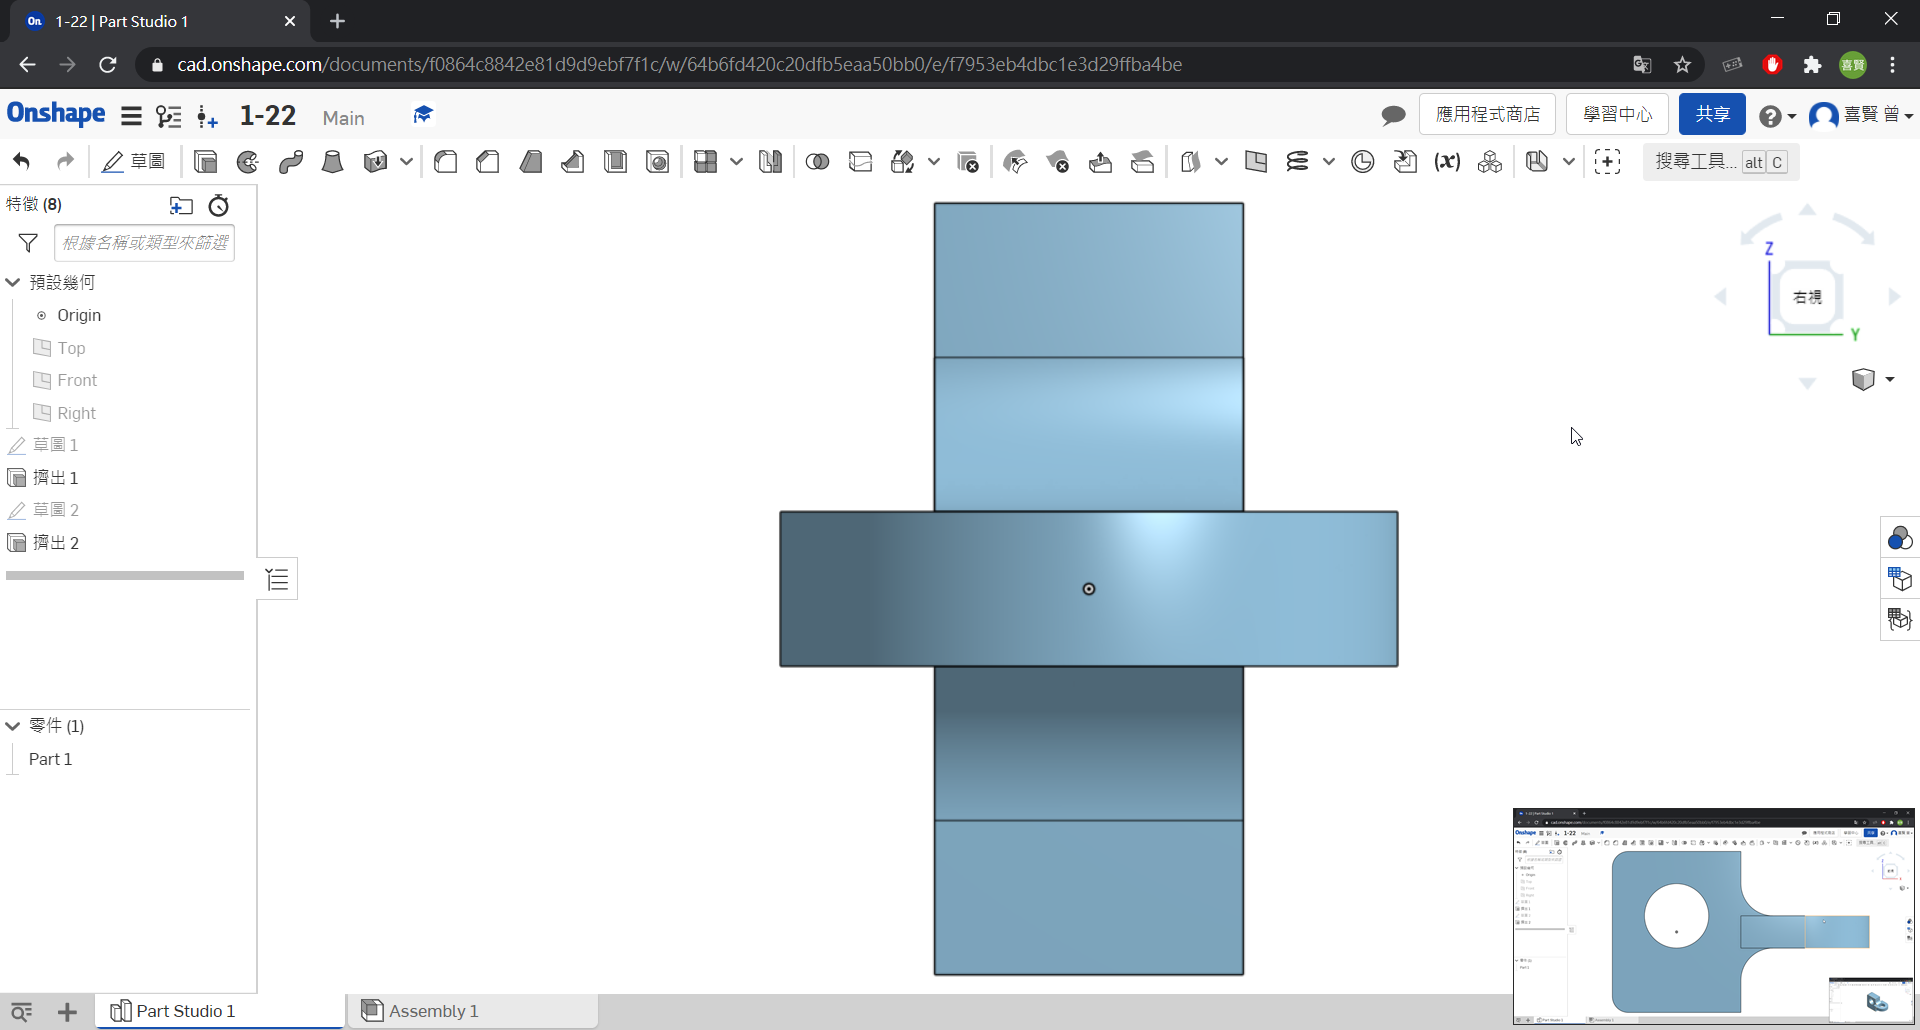 1-22 | Part Studio 1
cad.onshape.com/documents/f0864c8842e81d9d9ebf7f1c/w/64b6fd420c20dfb5eaa50bb0/e/f7953eb4dbc1e3d29ffba4be
喜賢
Onshape 1-22 Main 應用程式商店 學習中心 共享 喜賢 曾
草圖 (x) 搜尋工具... alt C
特徵 (8)
根據名稱或類型來篩選
預設幾何
Origin
Top
Front
Right
草圖 1
擠出 1
草圖 2
擠出 2
零件 (1)
Part 1
Z
右視
Y
Part Studio 1 Assembly 1